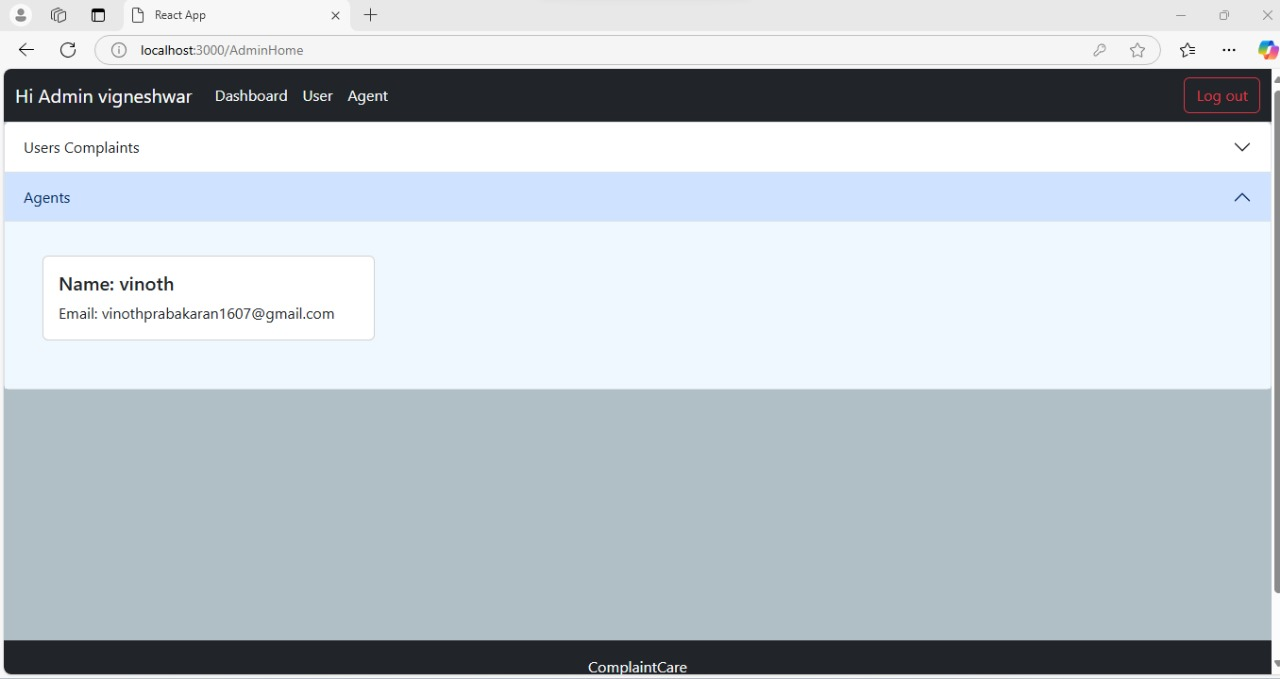 React App
localhost:3000/AdminHome
Hi Admin vigneshwar Dashboard User Agent Log out
Users Complaints
Agents
Name: vinoth
Email: vinothprabakaran1607@gmail.com
ComplaintCare